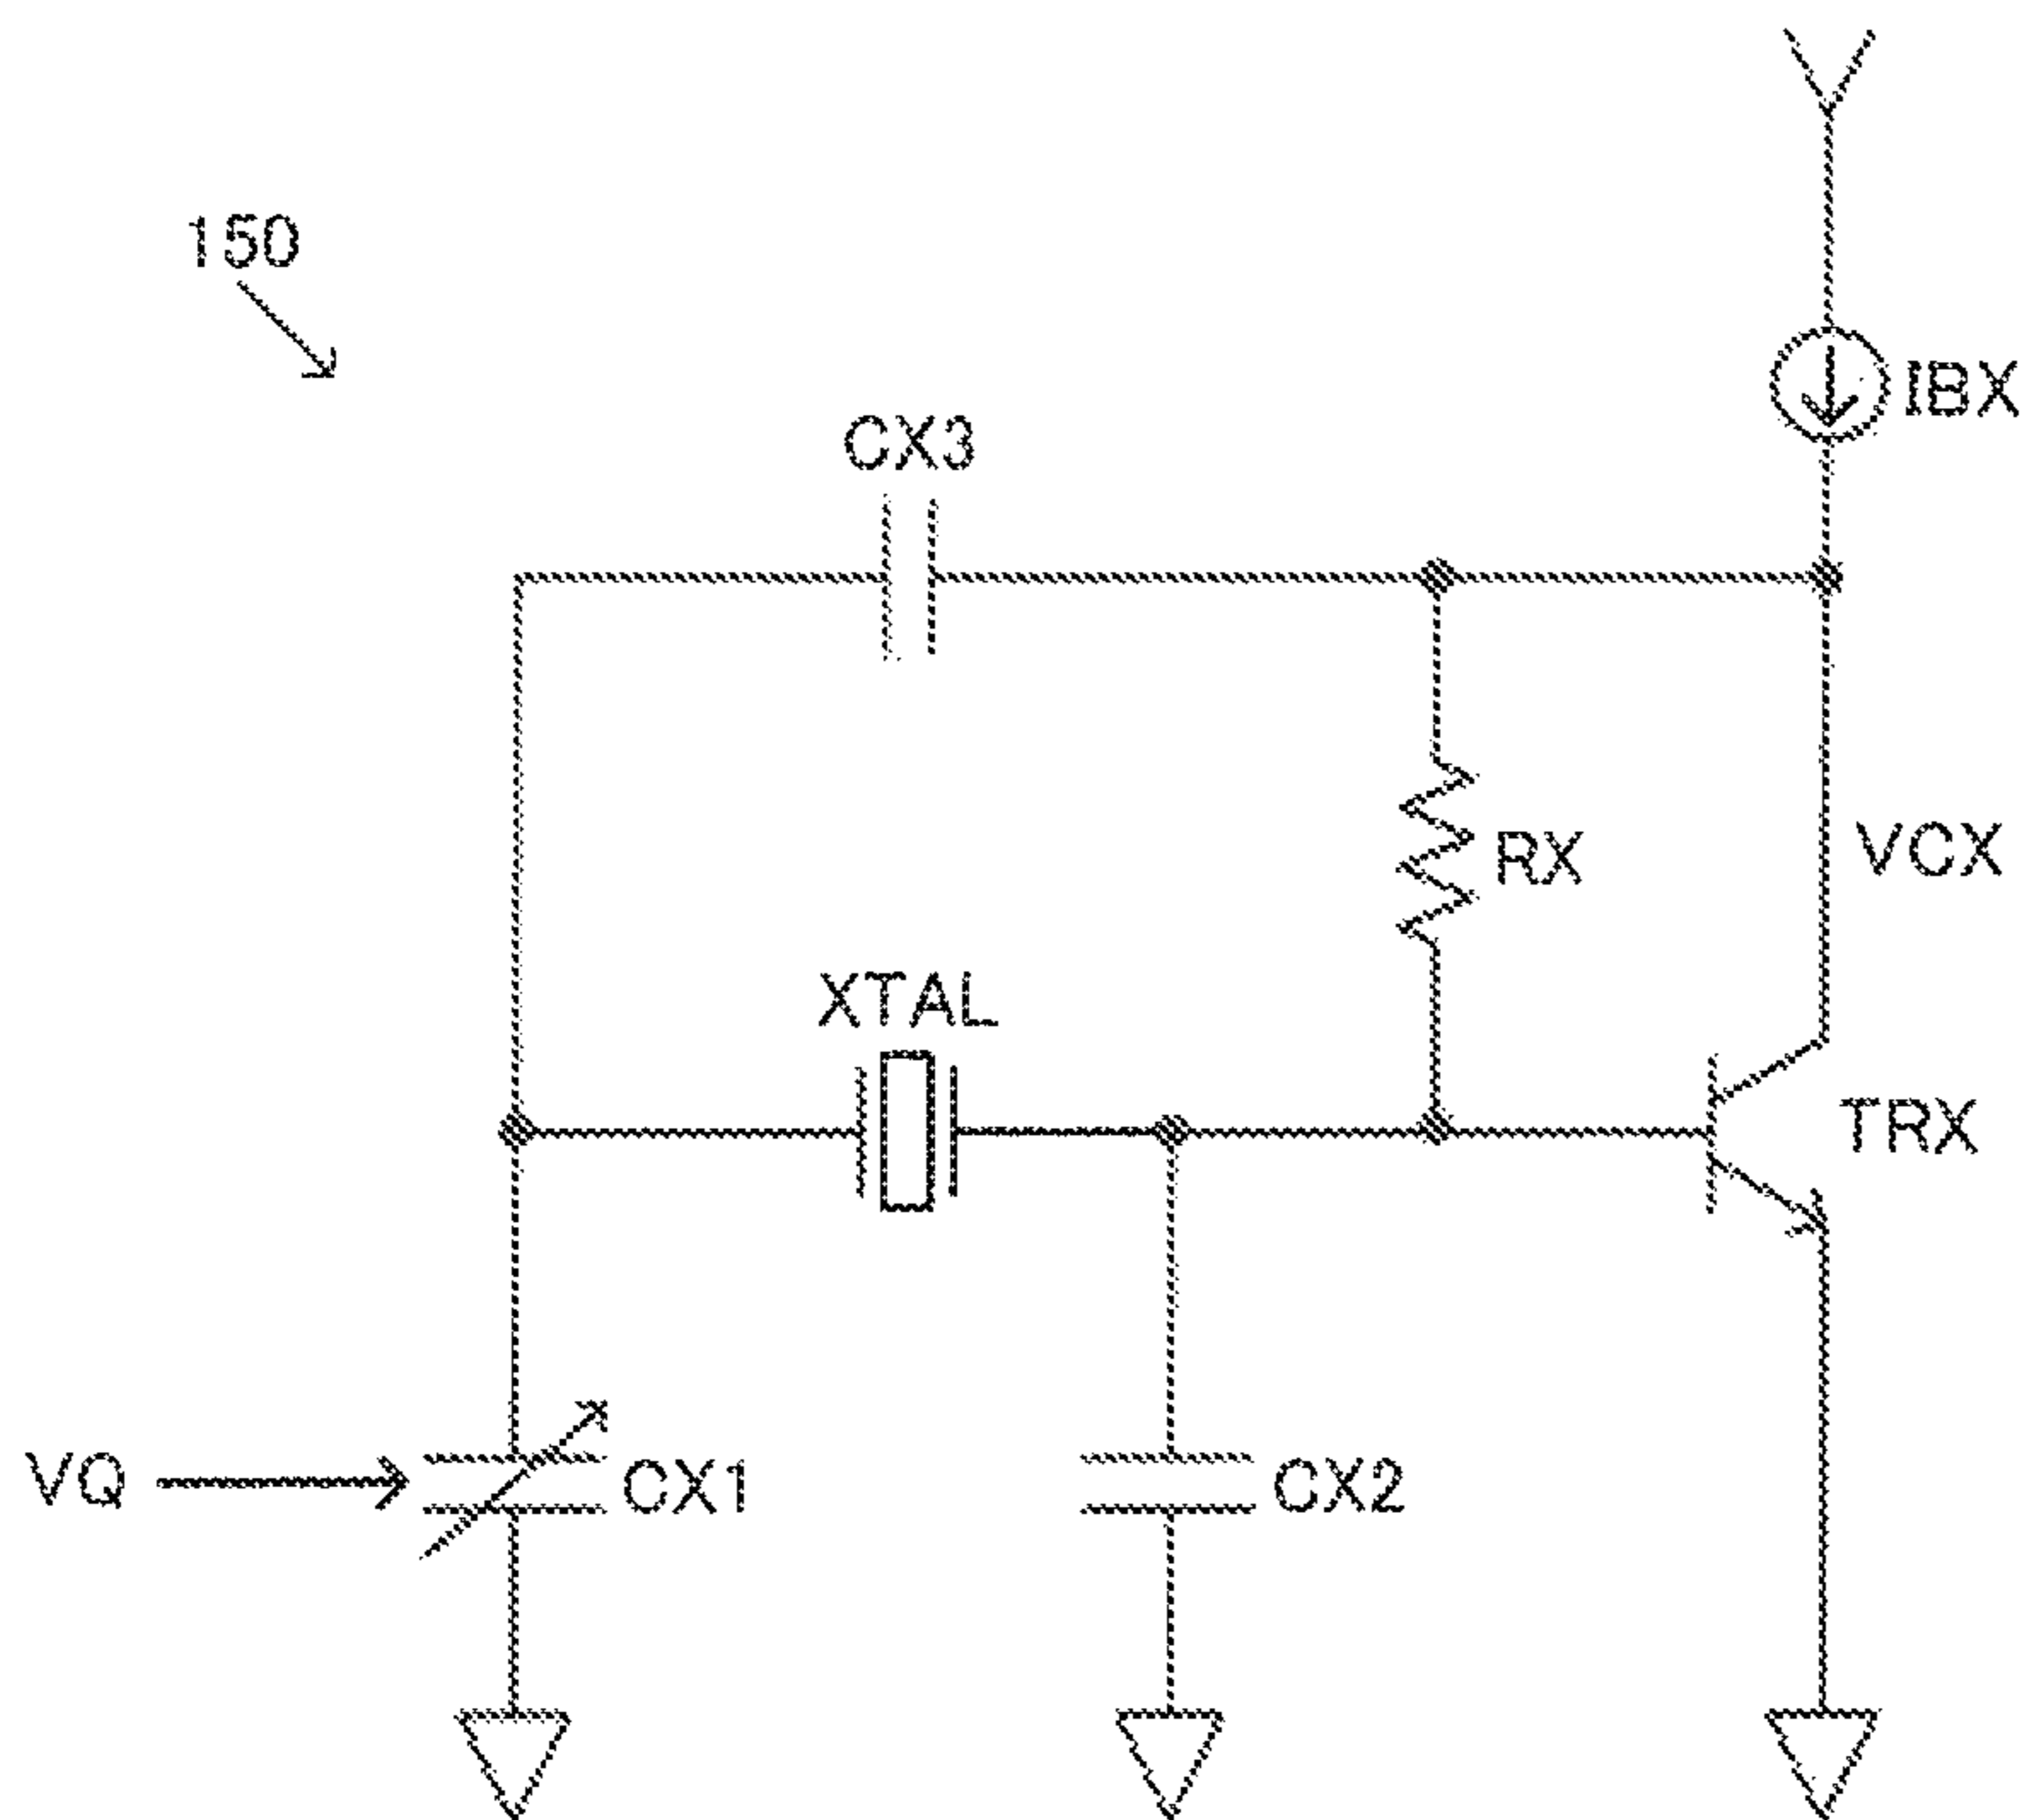 150
IBX
CX3
RX
VCX
XTAL
TRX
VQ
CX1
CX2